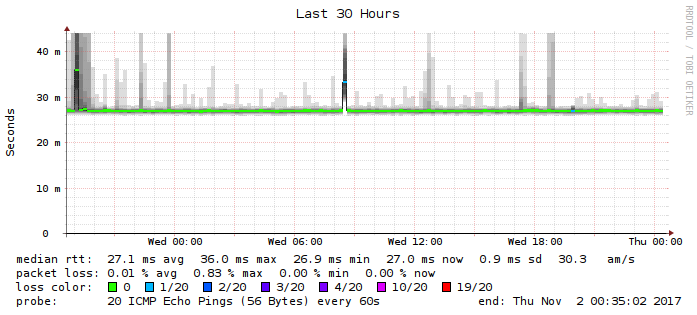 Last 30 Hours
RRDTOOL / TOBI OETIKER
Seconds
40 m
30 m
20 m
10 m
0
Wed 00:00 Wed 06:00 Wed 12:00 Wed 18:00 Thu 00:00
median rtt: 27.1 ms avg 36.0 ms max 26.9 ms min 27.0 ms now 0.9 ms sd 30.3 am/s
packet loss: 0.01 % avg 0.83 % max 0.00 % min 0.00 % now
loss color: 0 1/20 2/20 3/20 4/20 10/20 19/20
probe: 20 ICMP Echo Pings (56 Bytes) every 60s end: Thu Nov 2 00:35:02 2017